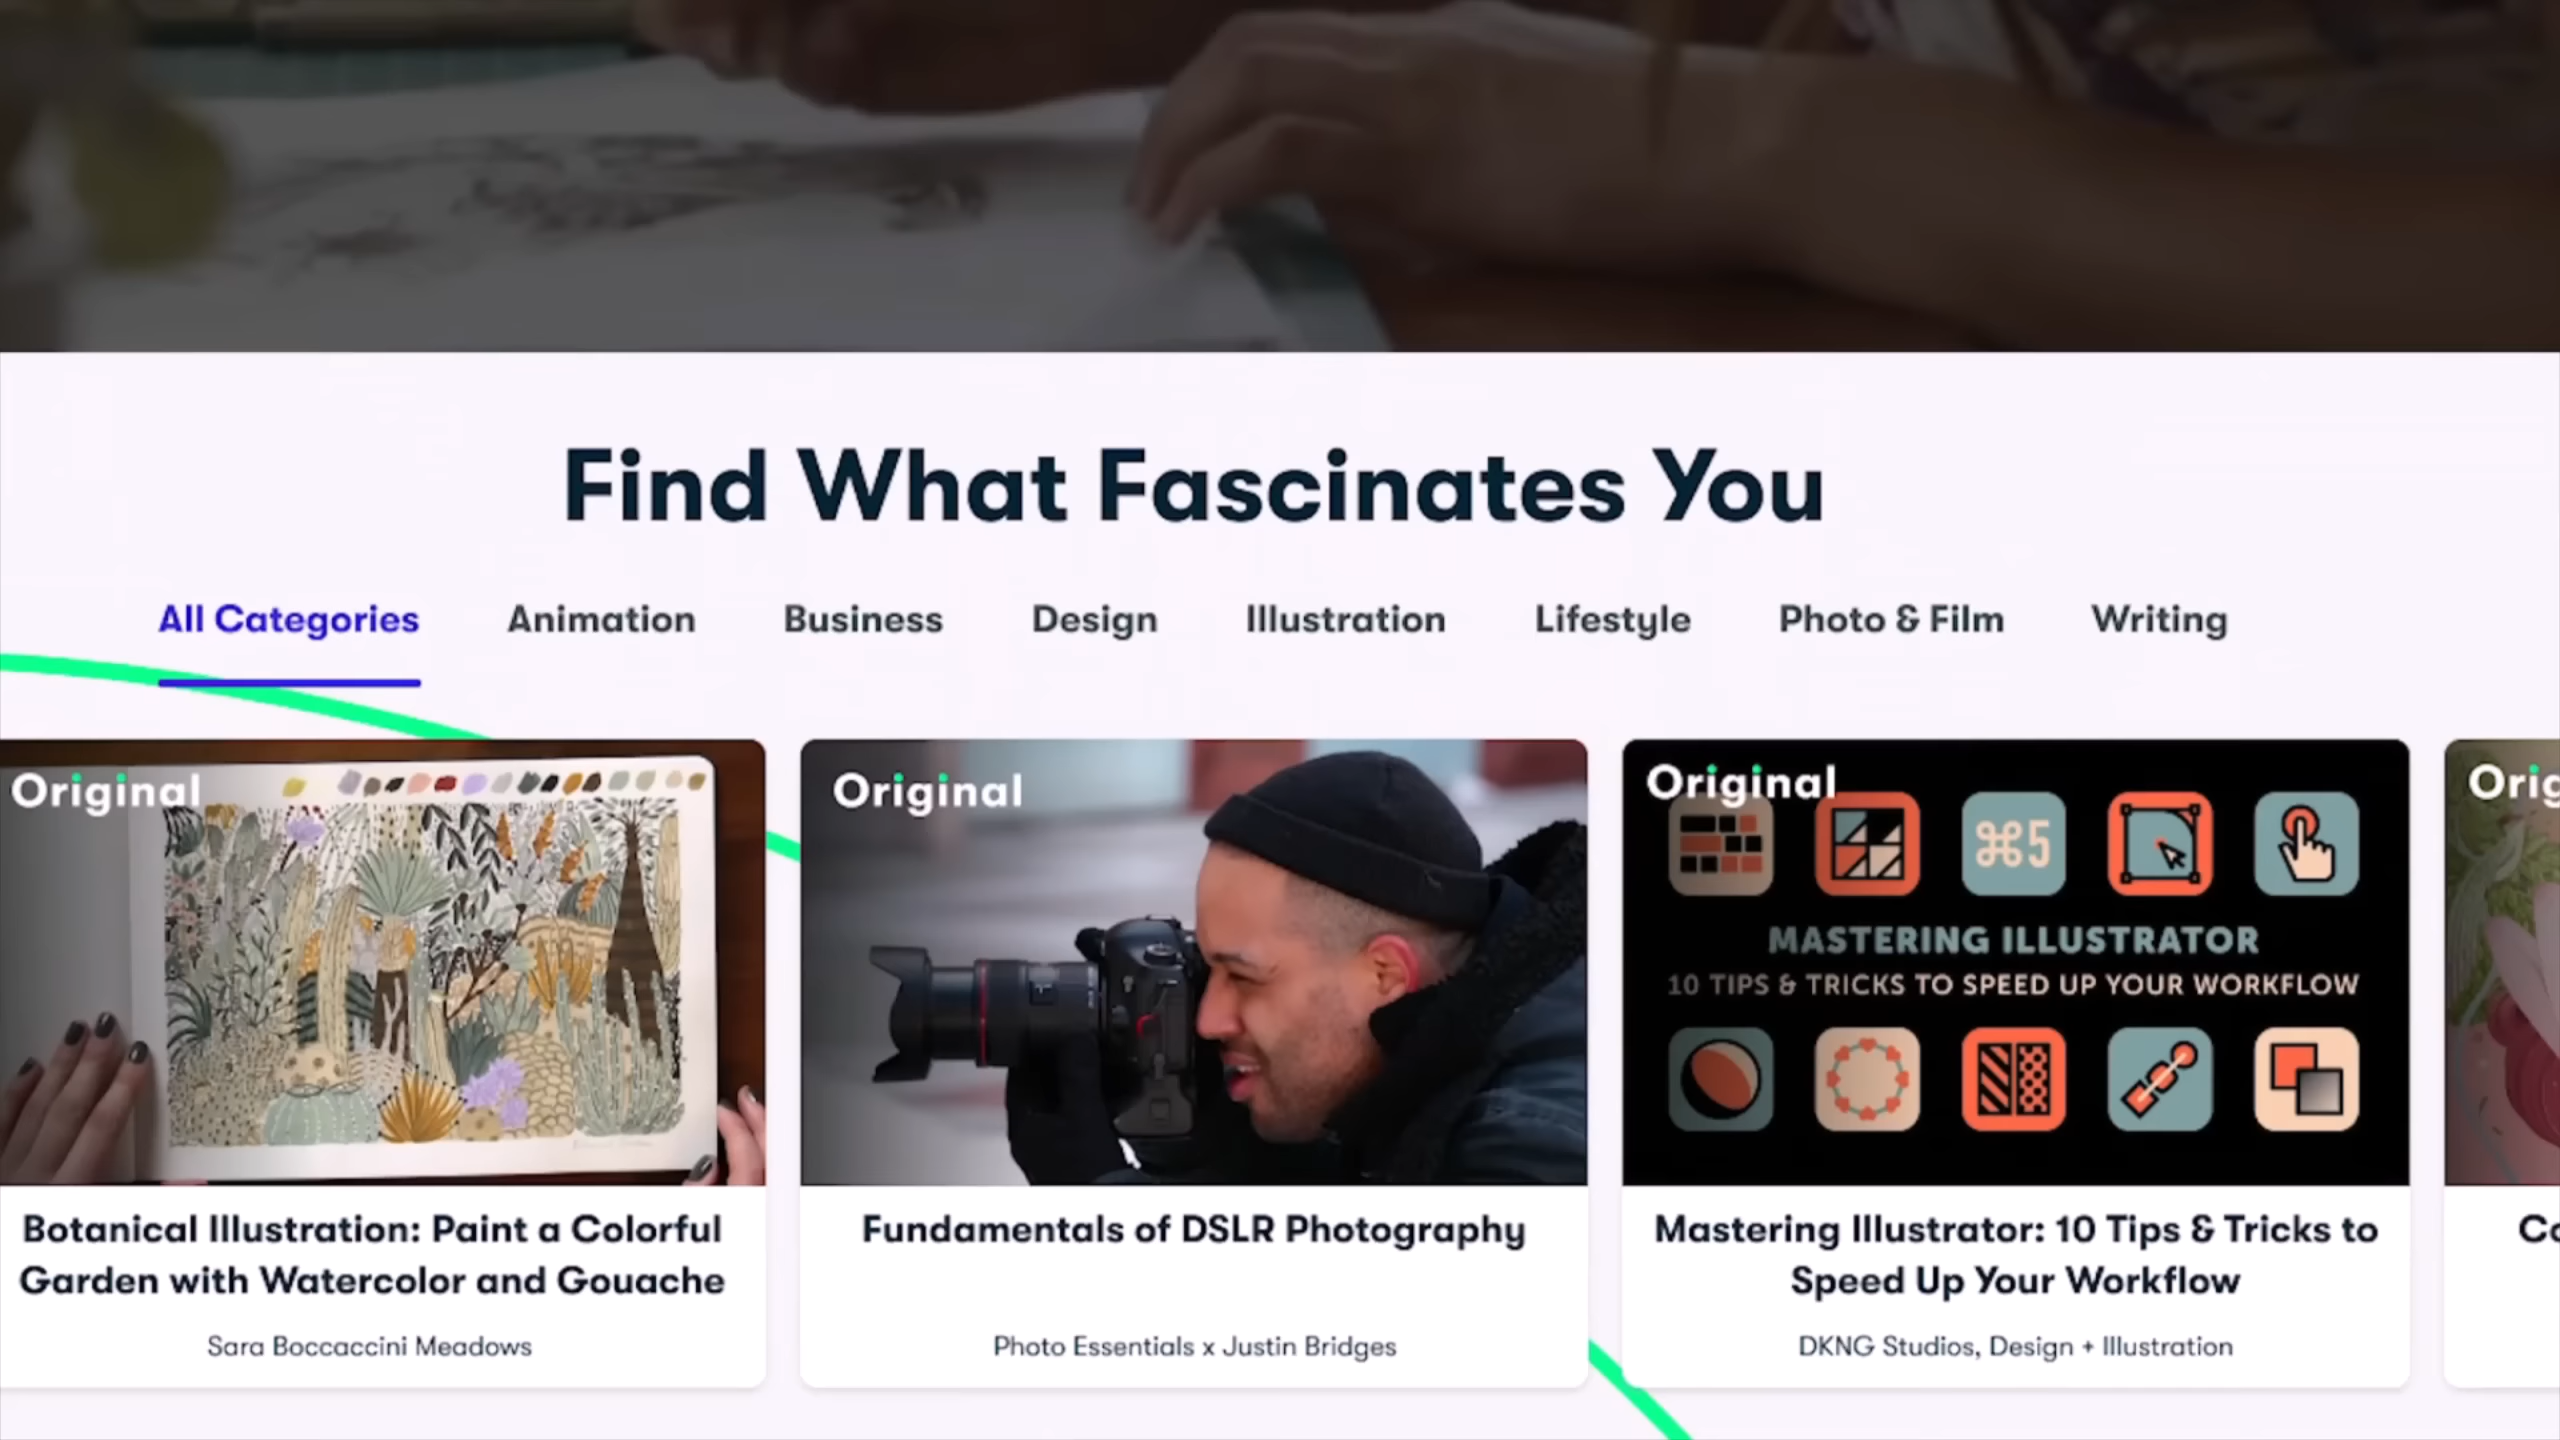 Find What Fascinates You
All Categories
Animation
Business
Design
Illustration
Lifestyle
Photo & Film
Writing
Original
Botanical Illustration: Paint a Colorful
Garden with Watercolor and Gouache
Sara Boccaccini Meadows
Original
Fundamentals of DSLR Photography
Photo Essentials x Justin Bridges
Original
⌘5
MASTERING ILLUSTRATOR
10 TIPS & TRICKS TO SPEED UP YOUR WORKFLOW
Mastering Illustrator: 10 Tips & Tricks to
Speed Up Your Workflow
DKNG Studios, Design + Illustration